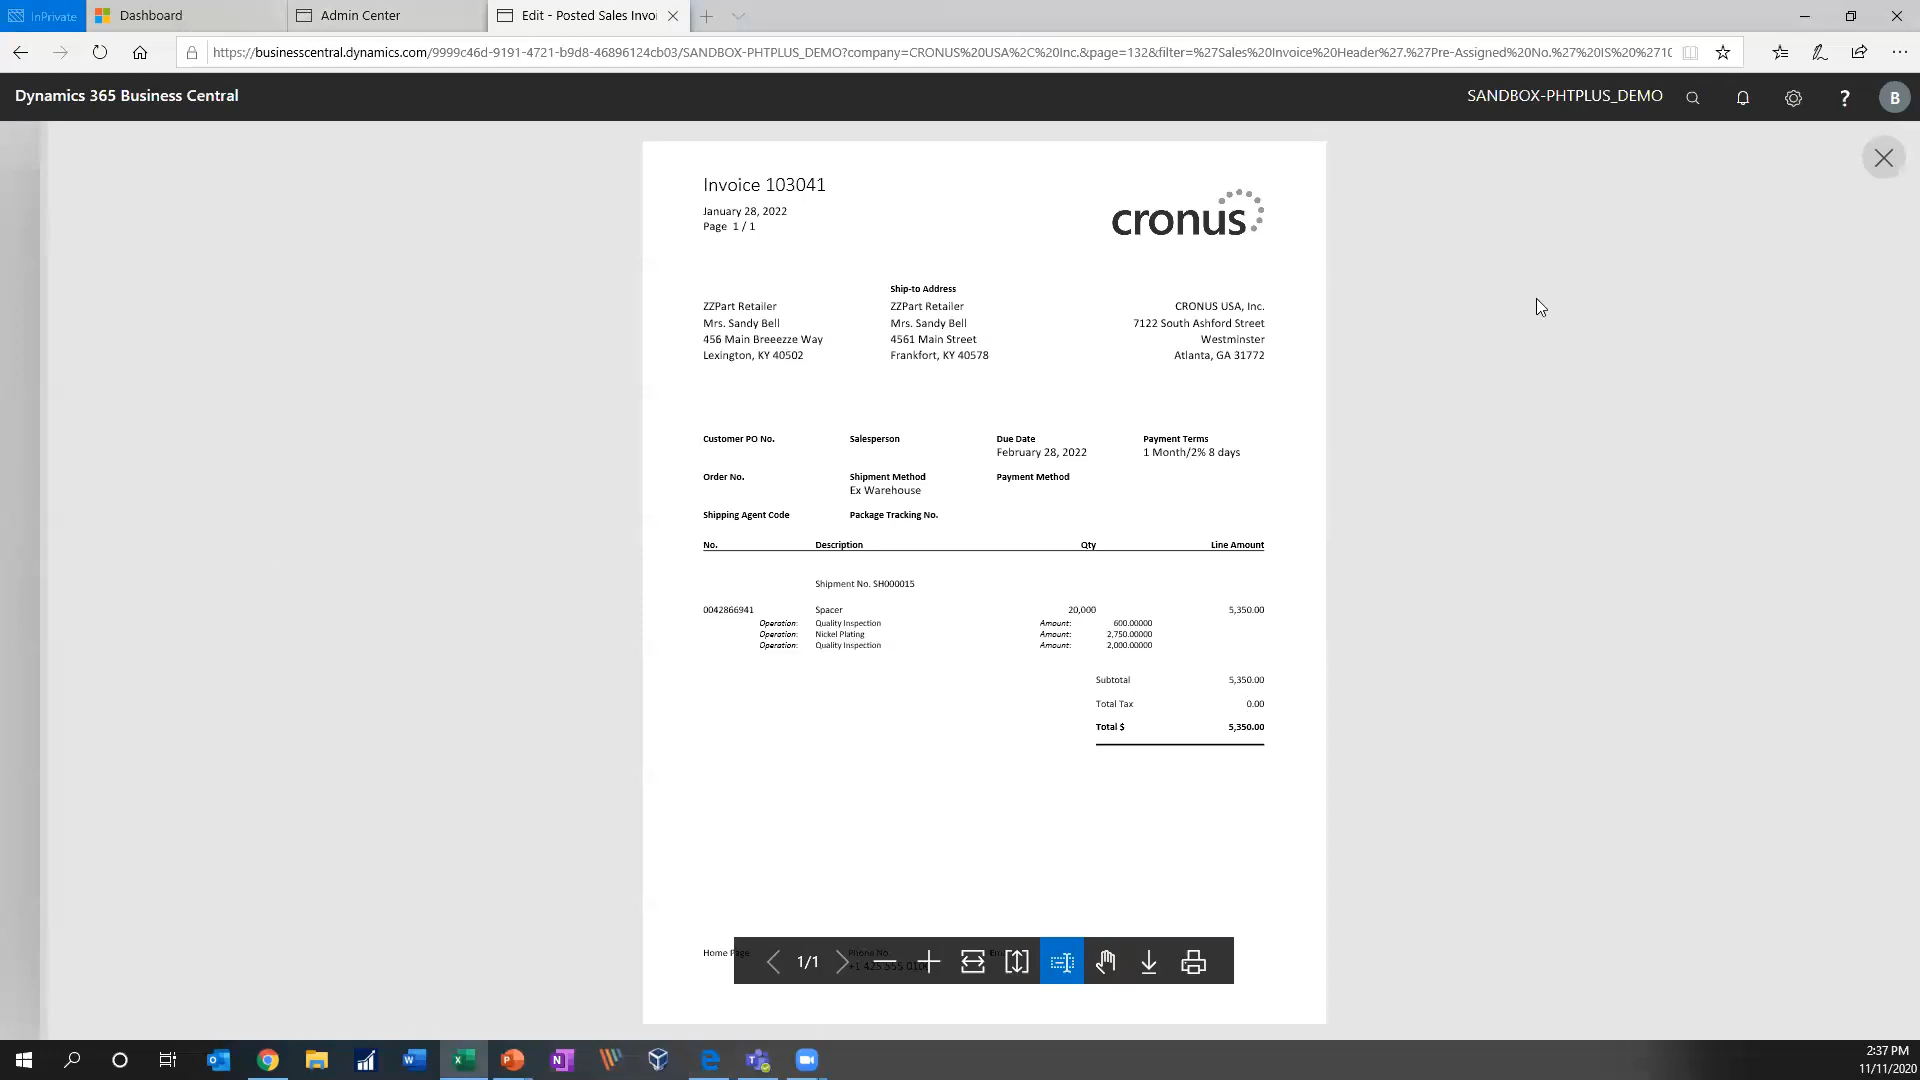 InPrivate
Dashboard
Admin Center
Edit - Posted Sales Invoi
https://businesscentral.dynamics.com/9999c46d-9191-4721-b9d8-46896124cb03/SANDBOX-PHTPLUS_DEMO?company=CRONUS%20USA%2C%20Inc.&page=132&filter=%27Sales%20Invoice%20Header%27.%27Pre-Assigned%20No.%27%20IS%20%2710
Dynamics 365 Business Central
SANDBOX-PHTPLUS_DEMO
?
B
Invoice 103041
January 28, 2022
Page 1 / 1
cronus
Ship-to Address
ZZPart Retailer
ZZPart Retailer
CRONUS USA, Inc.
Mrs. Sandy Bell
Mrs. Sandy Bell
7122 South Ashford Street
456 Main Breeezze Way
4561 Main Street
Westminster
Lexington, KY 40502
Frankfort, KY 40578
Atlanta, GA 31772
Customer PO No.
Salesperson
Due Date
Payment Terms
February 28, 2022
1 Month/2% 8 days
Order No.
Shipment Method
Payment Method
Ex Warehouse
Shipping Agent Code
Package Tracking No.
No.
Description
Qty
Line Amount
Shipment No. SH000015
0042866941
Spacer
20,000
5,350.00
Operation:
Quality Inspection
Amount:
600.00000
Operation:
Nickel Plating
Amount:
2,750.00000
Operation:
Quality Inspection
Amount:
2,000.00000
Subtotal
5,350.00
Total Tax
0.00
Total $
5,350.00
Home Page
Phone No.
1/1
2:37 PM
11/11/2020